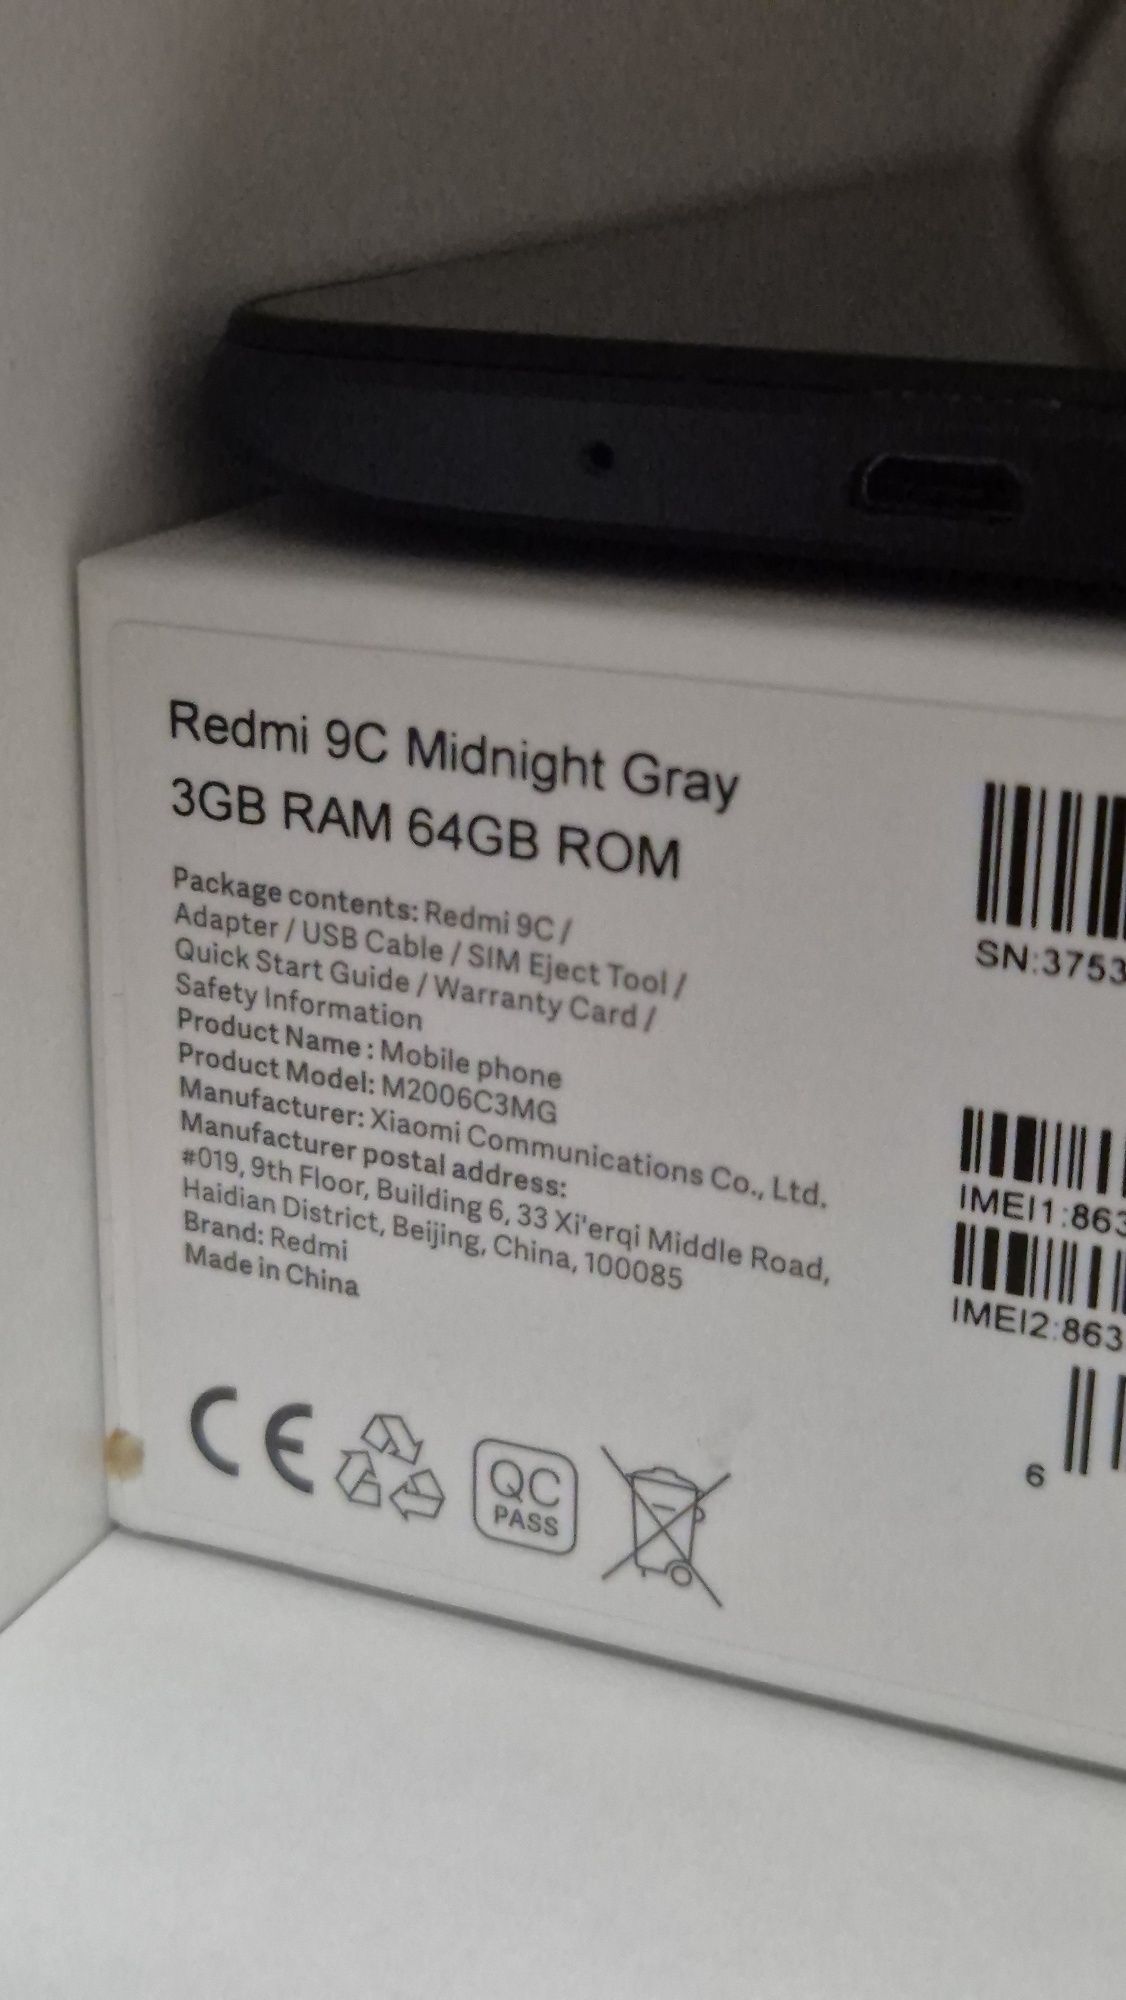 Redmi 9C Midnight Gray
3GB RAM 64GB ROM
Package contents: Redmi 9C /
Adapter / USB Cable / SIM Eject Tool /
Quick Start Guide / Warranty Card /
Safety Information
Product Name : Mobile phone
Product Model: M2006C3MG
Manufacturer: Xiaomi Communications Co., Ltd.
Manufacturer postal address:
#019, 9th Floor, Building 6, 33 Xi'erqi Middle Road,
Haidian District, Beijing, China, 100085
Brand: Redmi
Made in China
CE
QC
PASS
SN:3753
IMEI1:863
IMEI2:863
6